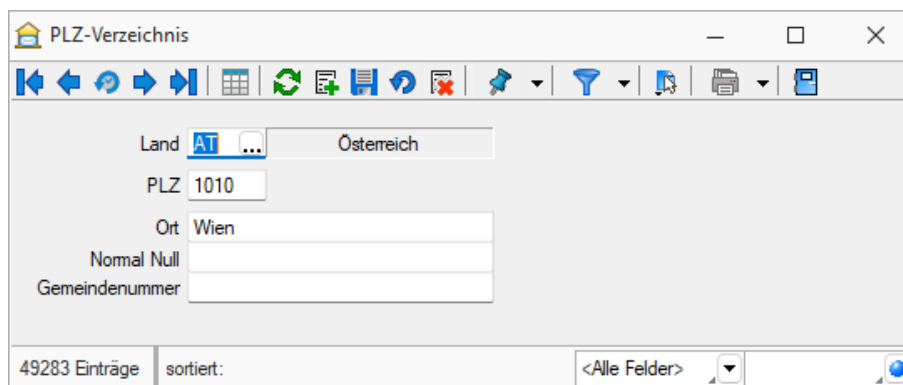 PLZ-Verzeichnis
Land AT ... Österreich
PLZ 1010
Ort Wien
Normal Null
Gemeindenummer
49283 Einträge sortiert: <Alle Felder>